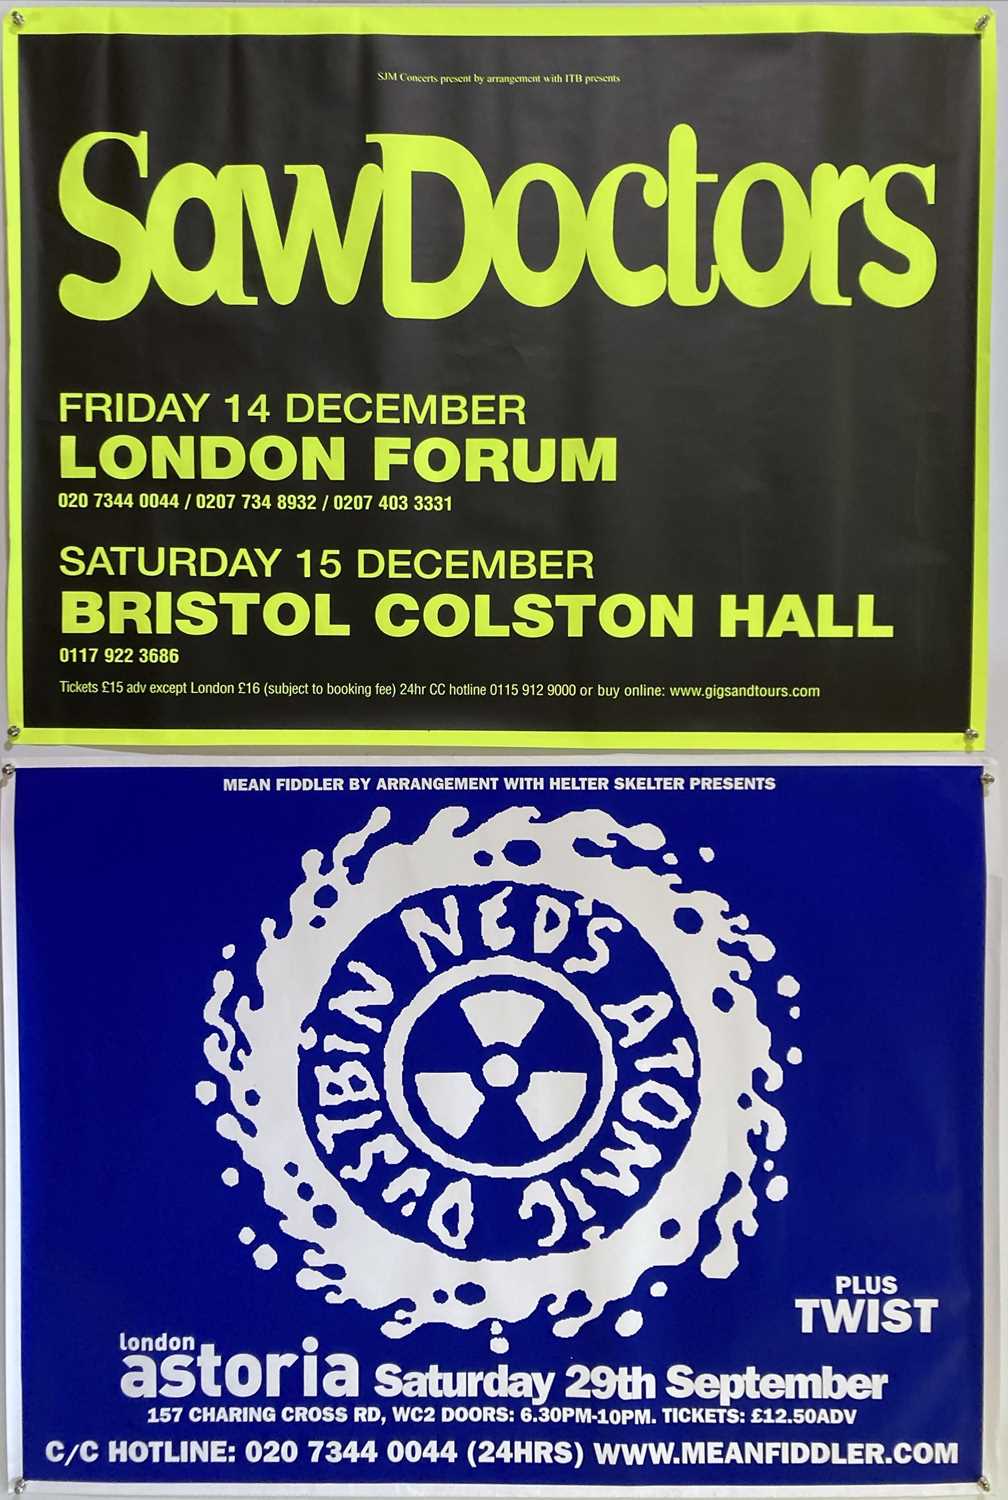 SJM Concerts present by arrangement with ITB presents
SawDoctors
FRIDAY 14 DECEMBER
LONDON FORUM
020 7344 0044 / 0207 734 8932 / 0207 403 3331
SATURDAY 15 DECEMBER
BRISTOL COLSTON HALL
0117 922 3686
Tickets £15 adv except London £16 (subject to booking fee) 24hr CC hotline 0115 912 9000 or buy online: www.gigsandtours.com
MEAN FIDDLER BY ARRANGEMENT WITH HELTER SKELTER PRESENTS
NED'S ATOMIC DUSTBIN
PLUS
TWIST
london
astoria Saturday 29th September
157 CHARING CROSS RD, WC2 DOORS: 6.30PM-10PM. TICKETS: £12.50ADV
C/C HOTLINE: 020 7344 0044 (24HRS) WWW.MEANFIDDLER.COM